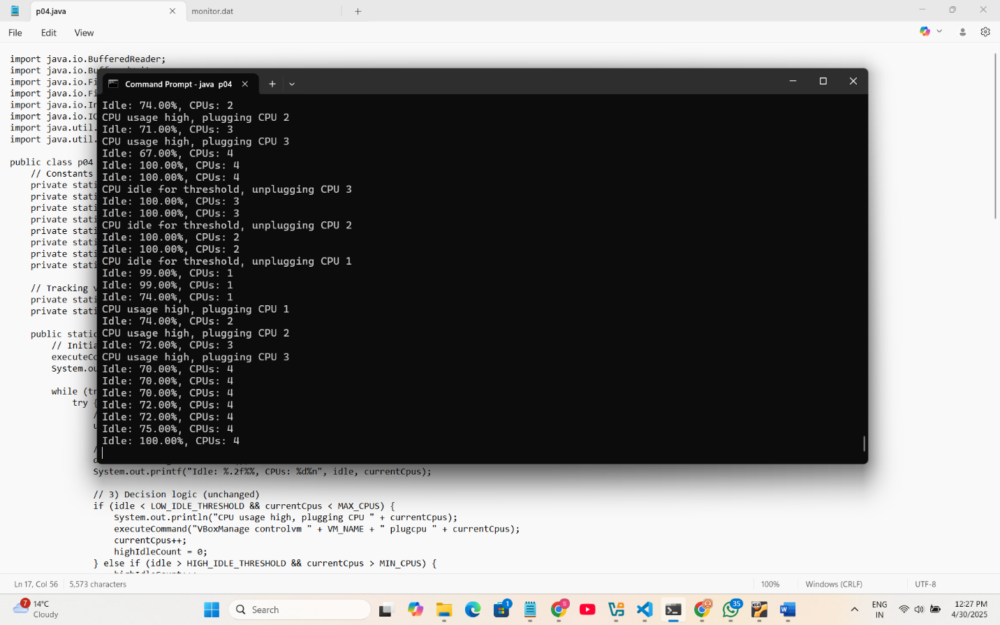 p04.java
monitor.dat
File Edit View
import java.io.BufferedReader;
import java.io.Bu
import java.io.Fi
import java.io.Fi
import java.io.In
import java.io.IO
import java.util.
import java.util.
public class p04
// Constants
private stati
private stati
private stati
private stati
private stati
private stati
private stati
private stati
// Tracking v
private stati
private stati
public static
// Initia
executeCo
System.ou
while (tr
try {
Command Prompt - java p04
Idle: 74.00%, CPUs: 2
CPU usage high, plugging CPU 2
Idle: 71.00%, CPUs: 3
CPU usage high, plugging CPU 3
Idle: 67.00%, CPUs: 4
Idle: 100.00%, CPUs: 4
Idle: 100.00%, CPUs: 4
CPU idle for threshold, unplugging CPU 3
Idle: 100.00%, CPUs: 3
Idle: 100.00%, CPUs: 3
CPU idle for threshold, unplugging CPU 2
Idle: 100.00%, CPUs: 2
Idle: 100.00%, CPUs: 2
CPU idle for threshold, unplugging CPU 1
Idle: 99.00%, CPUs: 1
Idle: 99.00%, CPUs: 1
Idle: 74.00%, CPUs: 1
CPU usage high, plugging CPU 1
Idle: 74.00%, CPUs: 2
CPU usage high, plugging CPU 2
Idle: 72.00%, CPUs: 3
CPU usage high, plugging CPU 3
Idle: 70.00%, CPUs: 4
Idle: 70.00%, CPUs: 4
Idle: 70.00%, CPUs: 4
Idle: 72.00%, CPUs: 4
Idle: 72.00%, CPUs: 4
Idle: 75.00%, CPUs: 4
Idle: 100.00%, CPUs: 4
System.out.printf("Idle: %.2f%%, CPUs: %d%n", idle, currentCpus);
// 3) Decision logic (unchanged)
if (idle < LOW_IDLE_THRESHOLD && currentCpus < MAX_CPUS) {
System.out.println("CPU usage high, plugging CPU " + currentCpus);
executeCommand("VBoxManage controlvm " + VM_NAME + " plugcpu " + currentCpus);
currentCpus++;
highIdleCount = 0;
} else if (idle > HIGH_IDLE_THRESHOLD && currentCpus > MIN_CPUS) {
Ln 17, Col 56 5,573 characters 100% Windows (CRLF) UTF-8
7 14°C
Cloudy
Search
1
S
35
W
ENG
IN
12:27 PM
4/30/2025